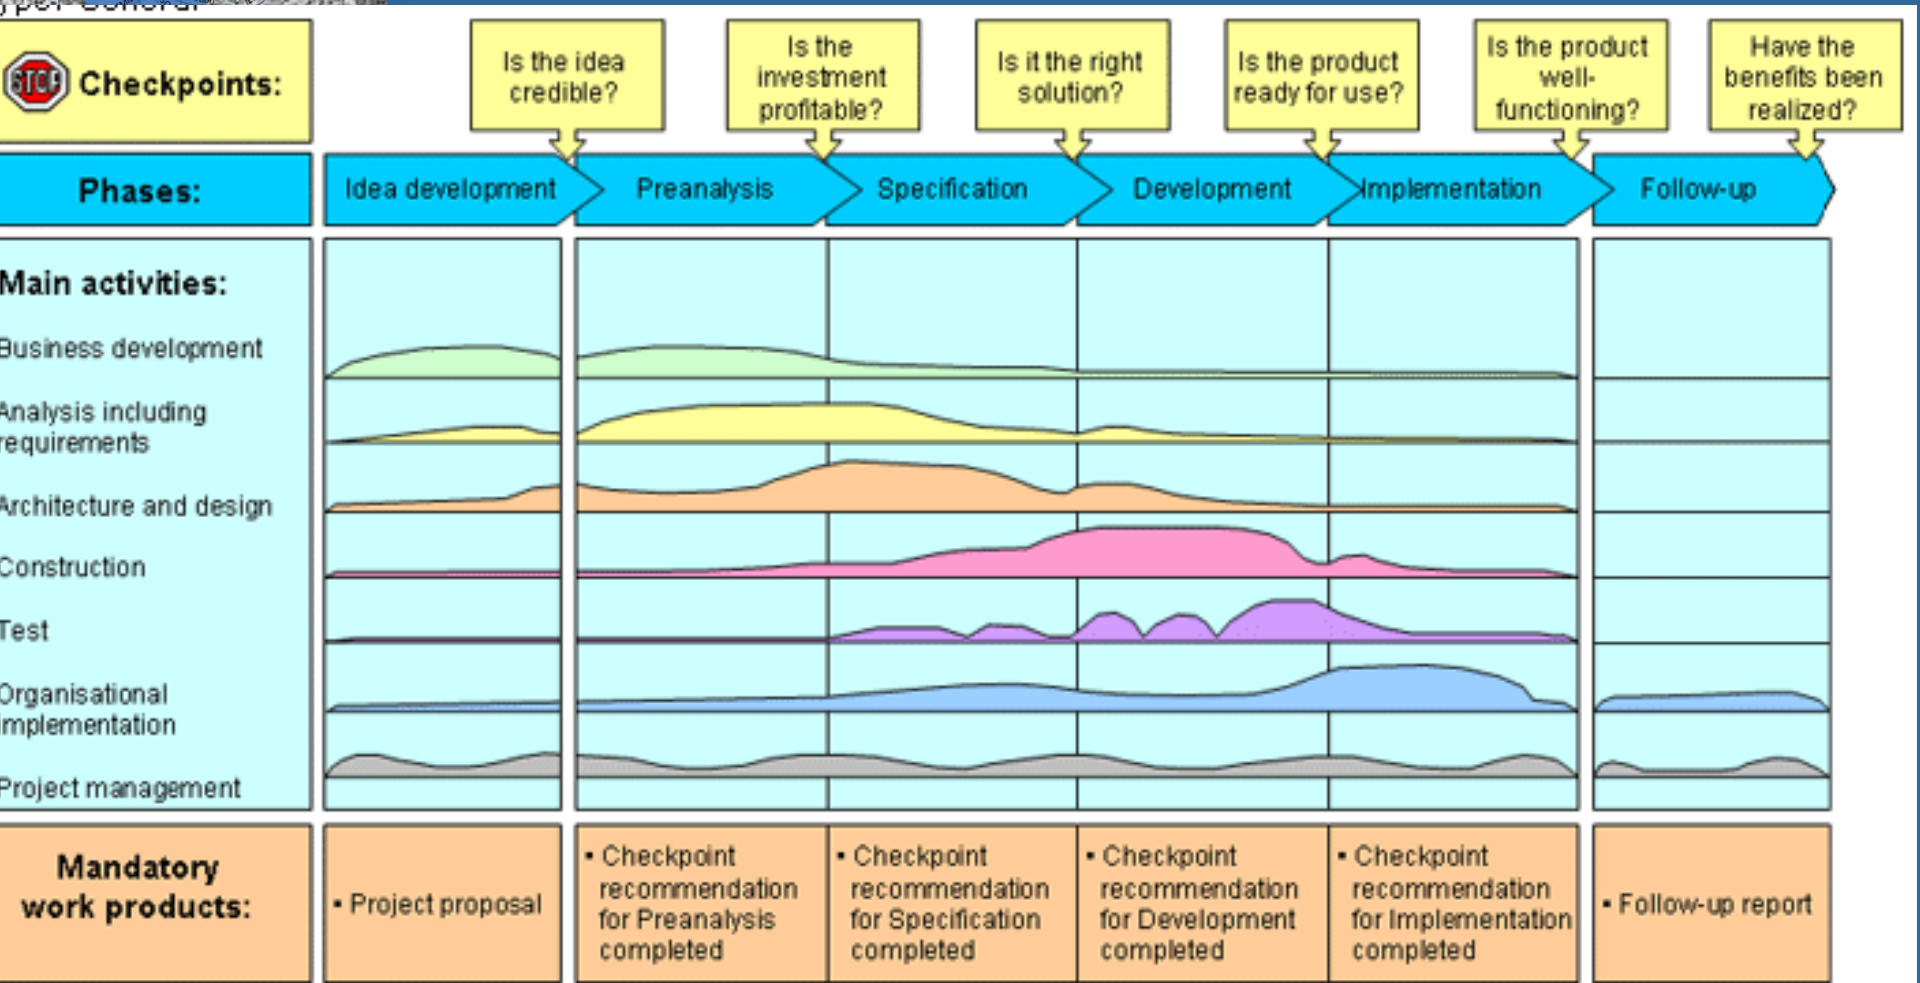 Is the idea
credible?
Is the
investment
profitable?
Is it the right
solution?
Is the product
ready for use?
Is the product
well-
functioning?
Have the
benefits been
realized?
STOP
Checkpoints:
Phases:
Idea development
Preanalysis
Specification
Development
Implementation
Follow-up
Main activities:
Business development
Analysis including
requirements
Architecture and design
Construction
Test
Organisational
implementation
Project management
Mandatory
work products:
▪ Project proposal
▪ Checkpoint
recommendation
for Preanalysis
completed
▪ Checkpoint
recommendation
for Specification
completed
▪ Checkpoint
recommendation
for Development
completed
▪ Checkpoint
recommendation
for Implementation
completed
▪ Follow-up report